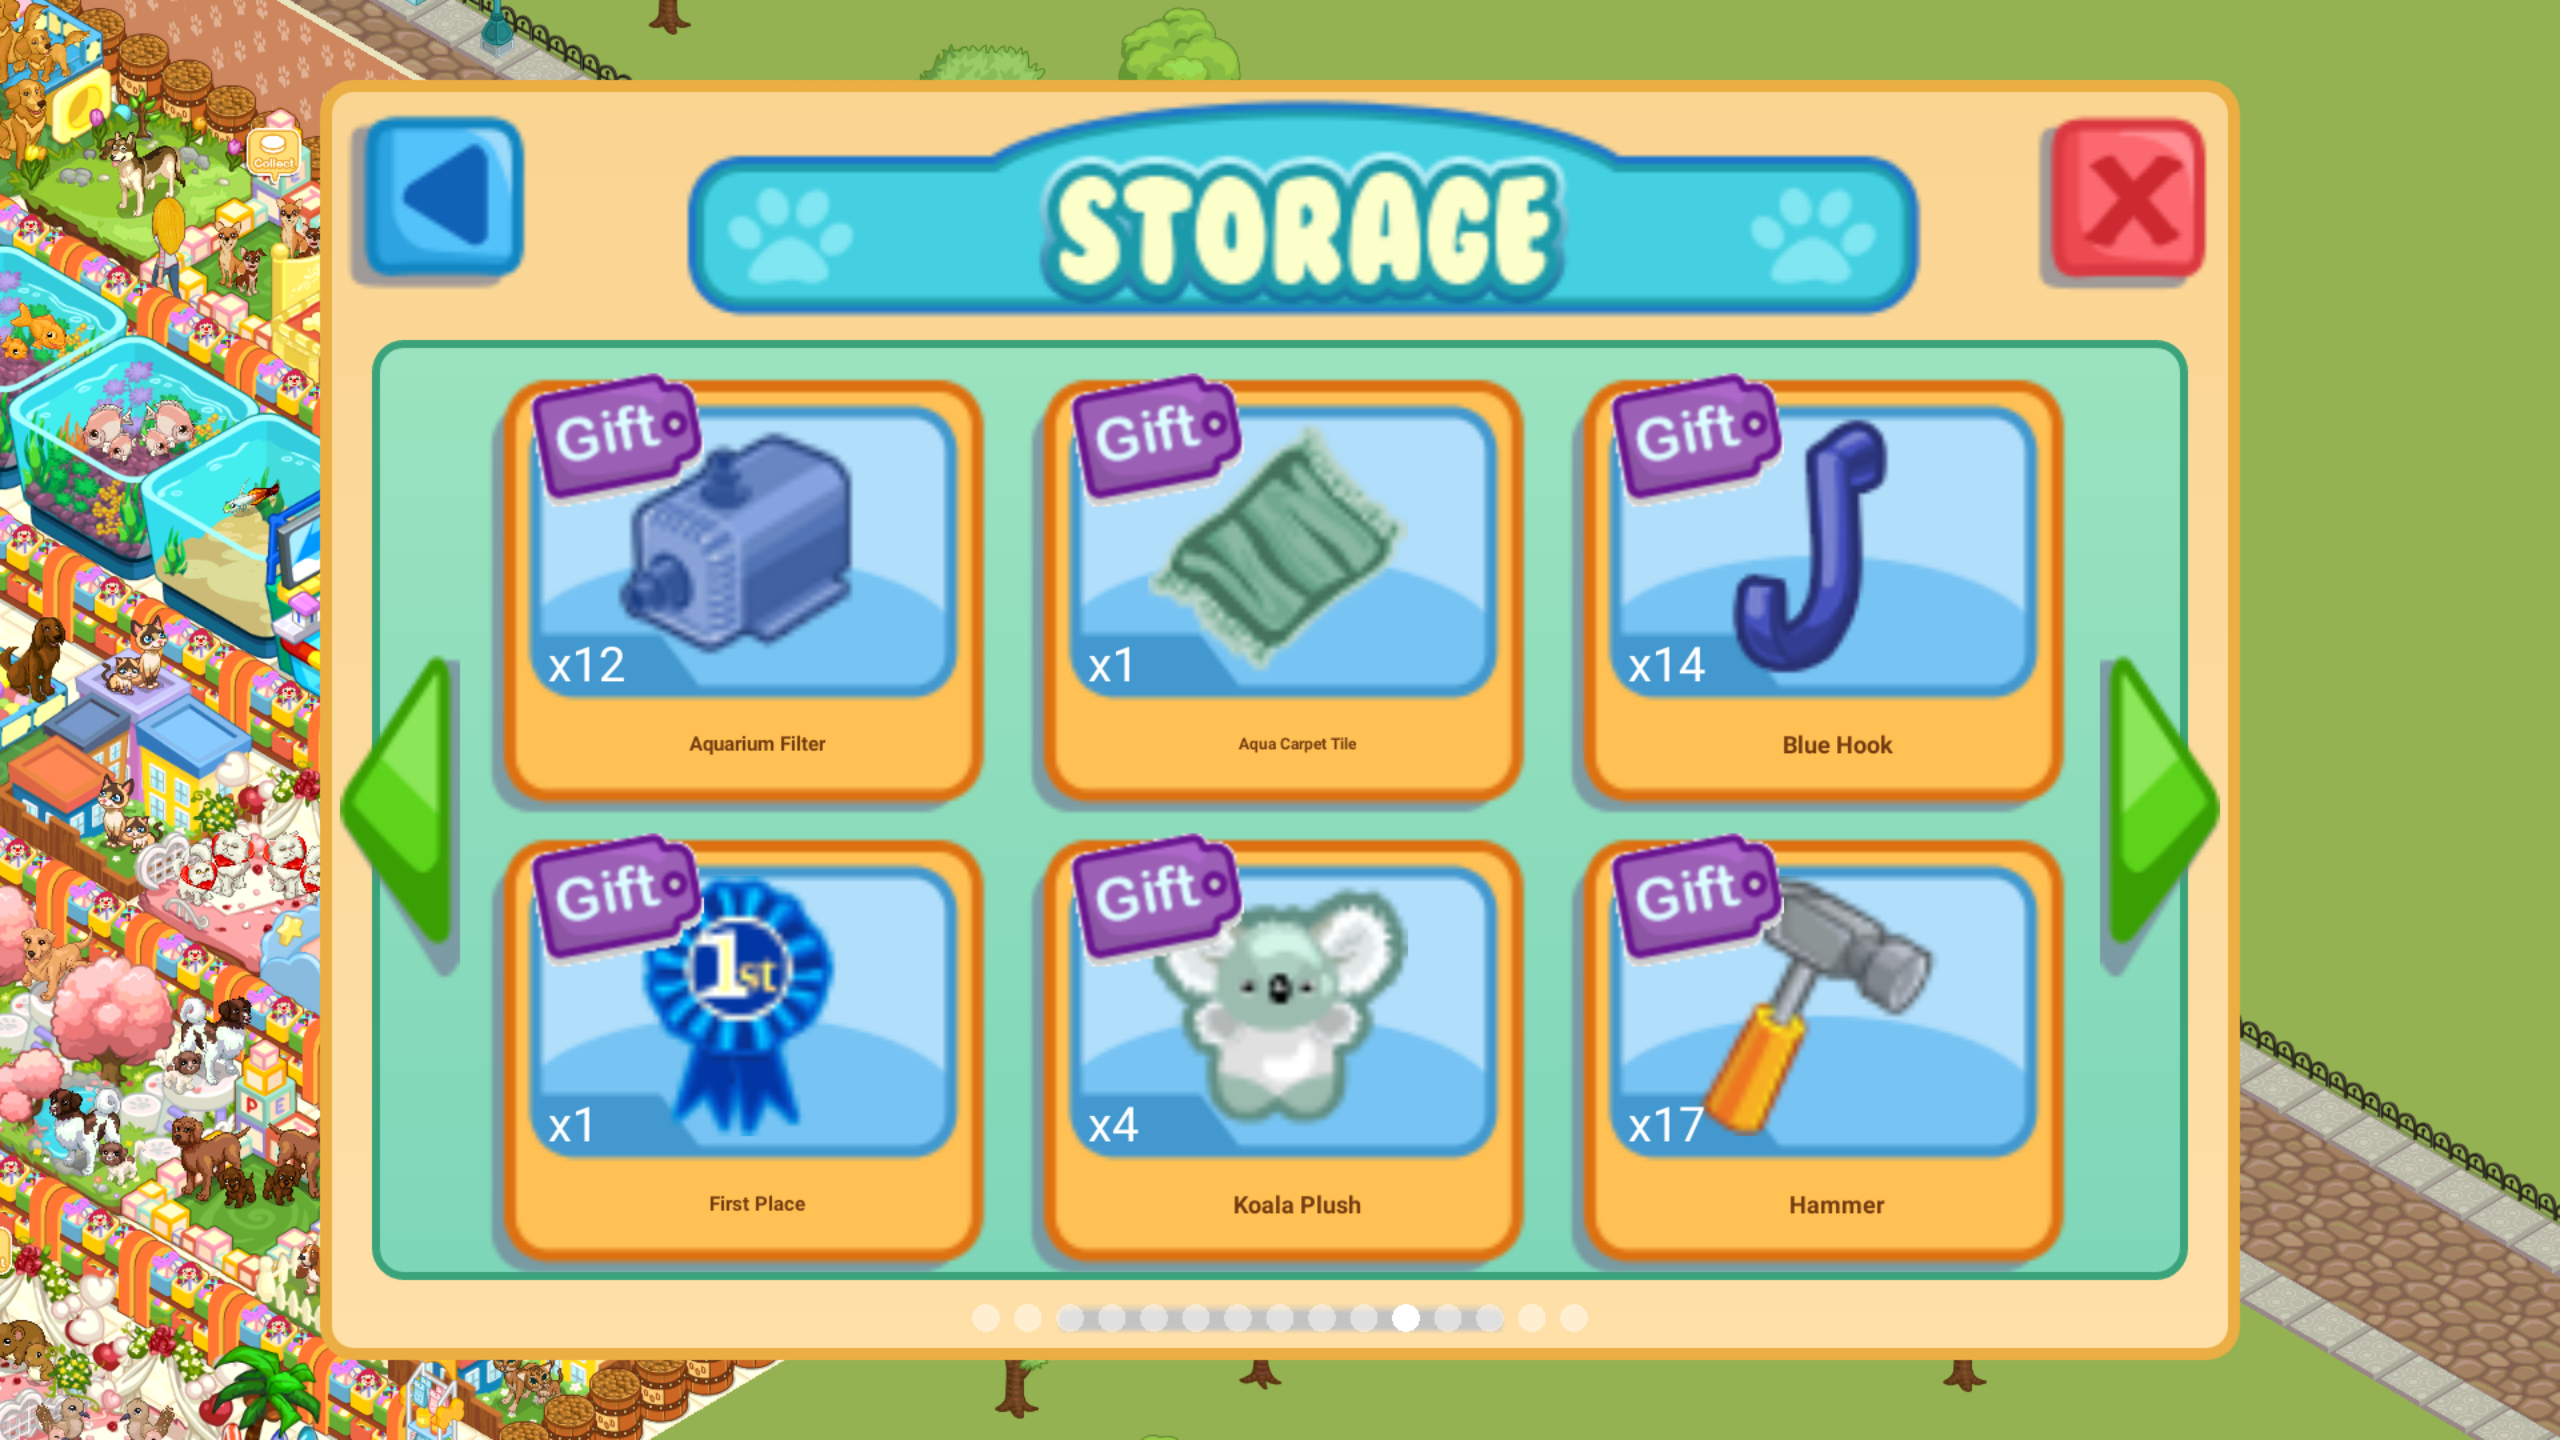 Collect
STORAGE
Gift
x12
Aquarium Filter
Gift
x1
Aqua Carpet Tile
Gift
x14
Blue Hook
Gift
1st
x1
First Place
Gift
x4
Koala Plush
Gift
x17
Hammer
P E